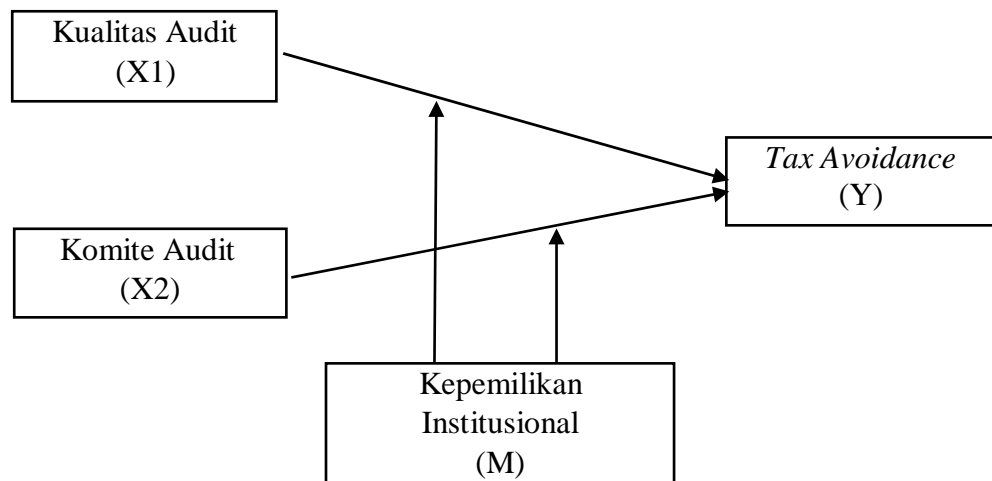 Kualitas Audit
(X1)
Tax Avoidance
(Y)
Komite Audit
(X2)
Kepemilikan
Institusional
(M)